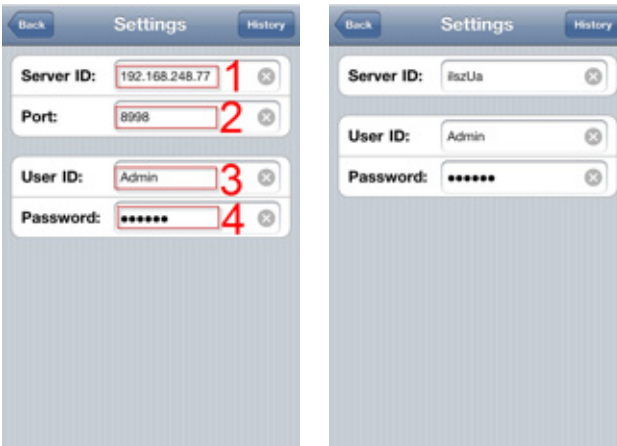 Back Settings History
Server ID: 192.168.248.77 1
Port: 8998 2
User ID: Admin 3
Password: •••••• 4
Back Settings History
Server ID: ilszUa
User ID: Admin
Password: ••••••